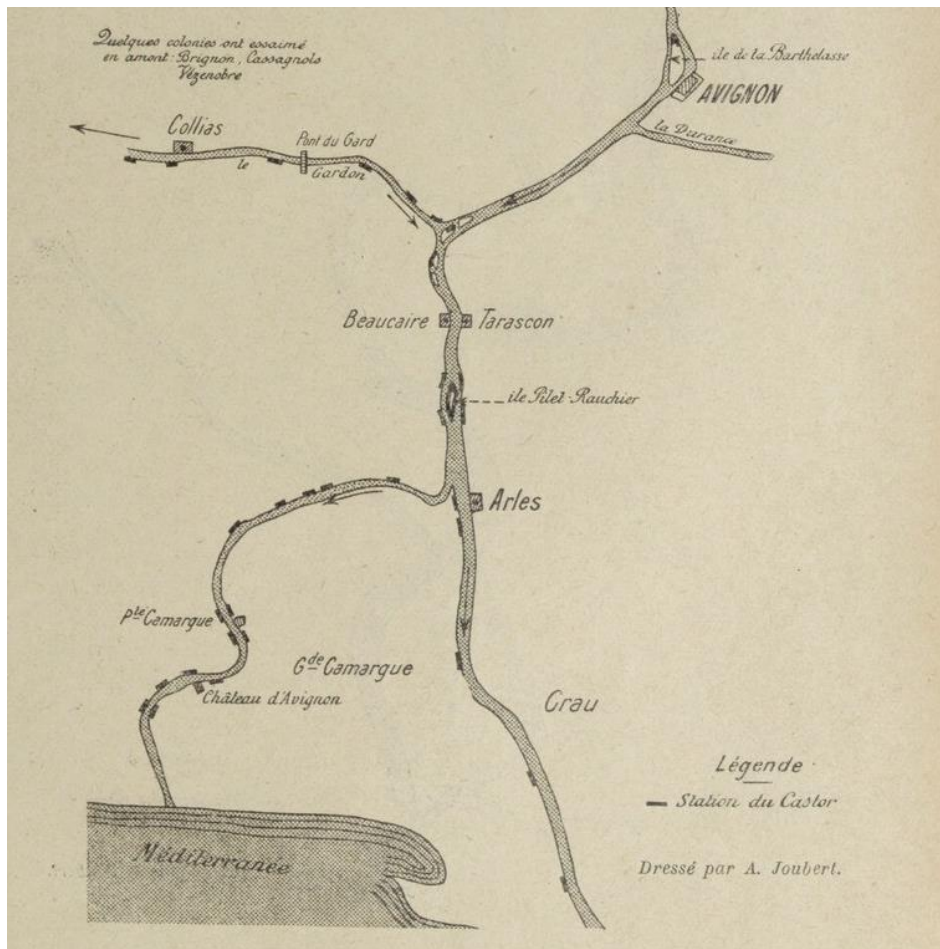 Quelques colonies ont essaimé
en amont: Brignon, Cassagnols
Vézenobre
île de la Barthelasse
AVIGNON
la Durance
Collias
Pont du Gard
le
Gardon
Beaucaire
Tarascon
île Pilet-Rauchier
Arles
Pte Camargue
Gde Camargue
Château d'Avignon
Crau
Légende
Station du Castor
Méditerranée
Dressé par A. Joubert.